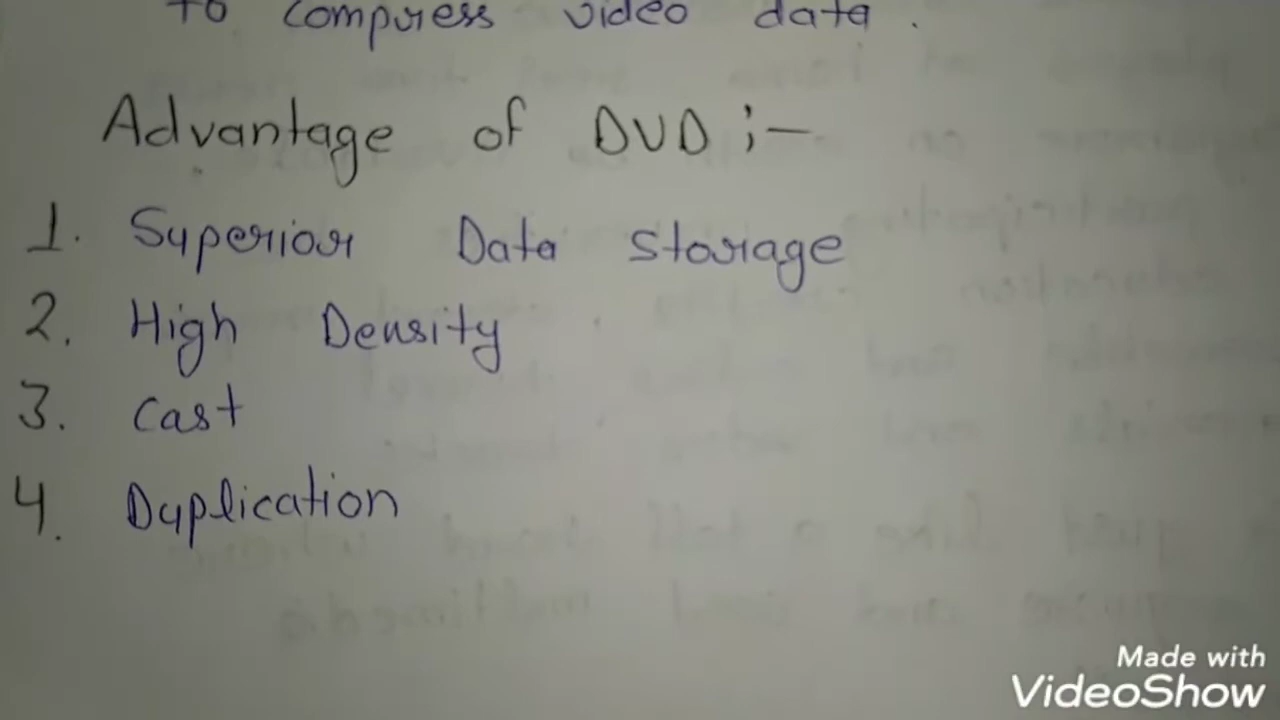 To compress video data.
Advantage of DVD :-
1. Superior Data storage
2. High Density
3. Cast
4. Duplication
Made with
VideoShow